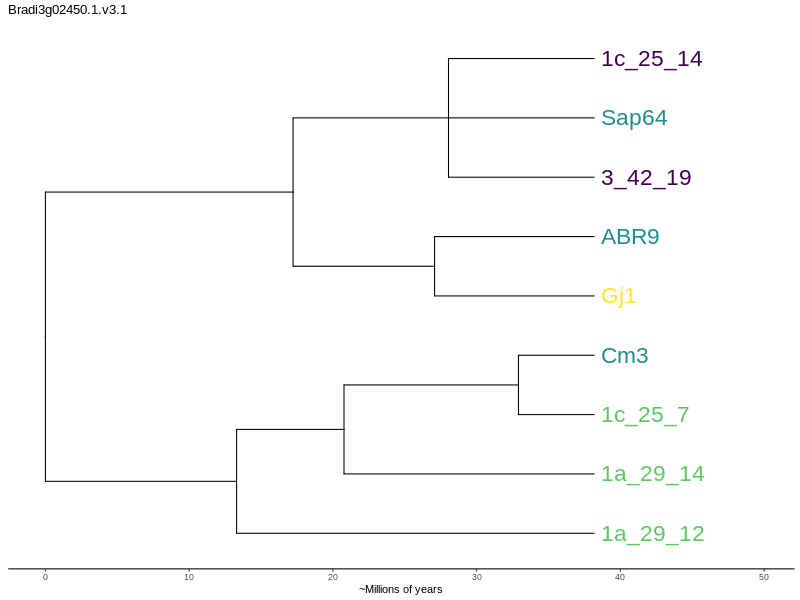 Bradi3g02450.1.v3.1
1c_25_14
Sap64
3_42_19
ABR9
Gj1
Cm3
1c_25_7
1a_29_14
1a_29_12
0 10 20 30 40 50
~Millions of years